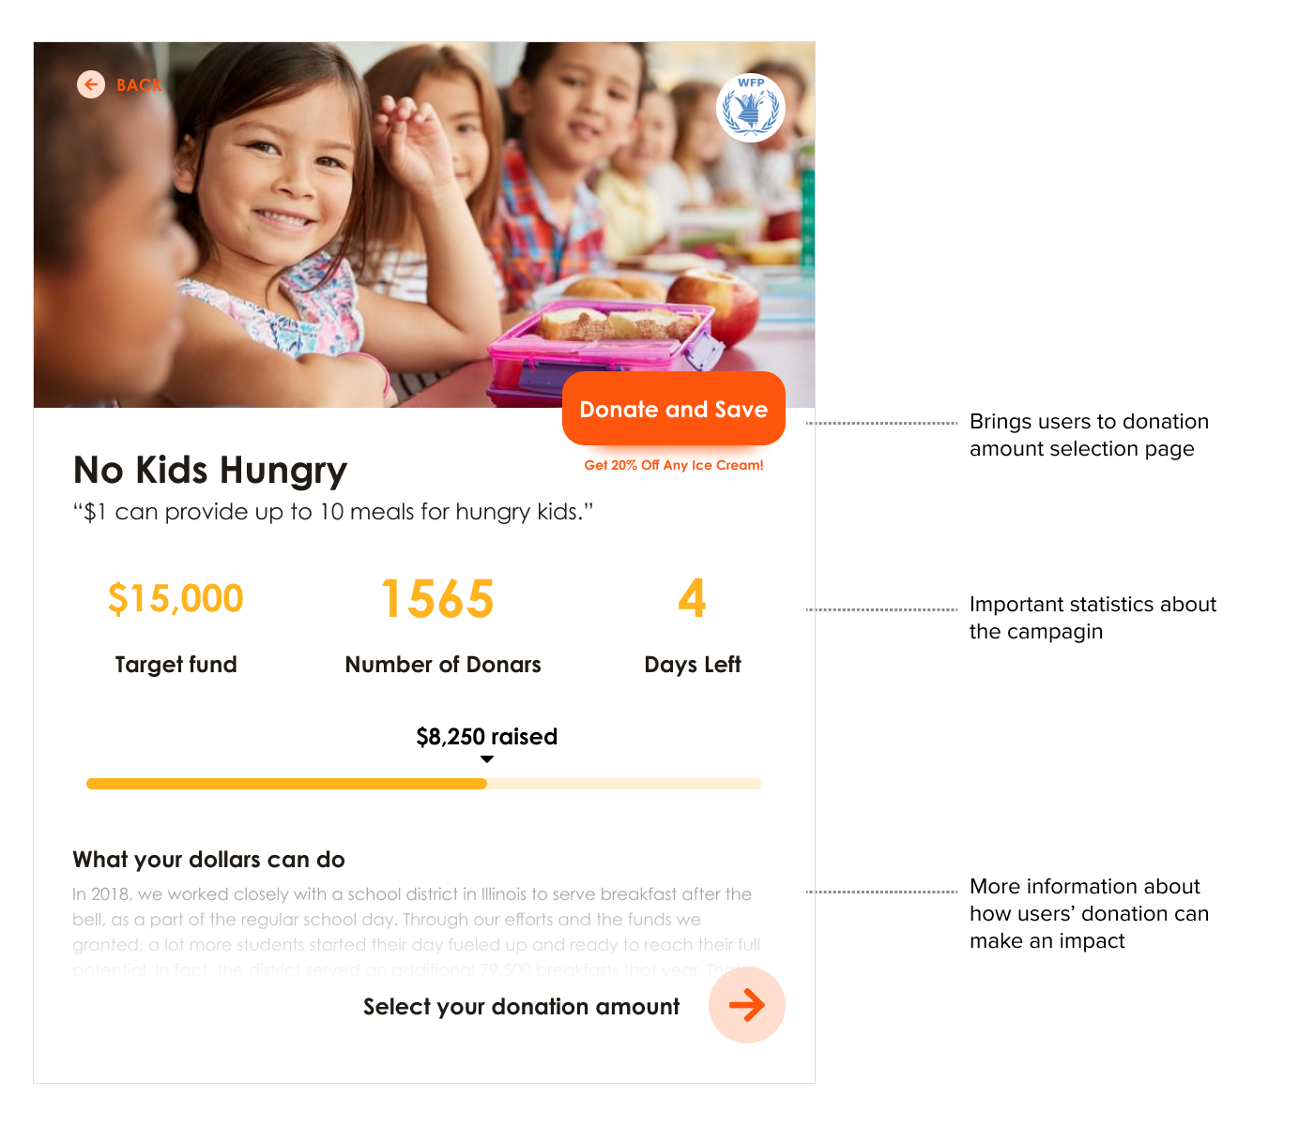 BACK
WFP
Donate and Save
Get 20% Off Any Ice Cream!
Brings users to donation
amount selection page
No Kids Hungry
“$1 can provide up to 10 meals for hungry kids.”
$15,000
1565
4
Important statistics about
the campagin
Target fund
Number of Donars
Days Left
$8,250 raised
What your dollars can do
In 2018, we worked closely with a school district in Illinois to serve breakfast after the
bell, as a part of the regular school day. Through our efforts and the funds we
granted, a lot more students started their day fueled up and ready to reach their full
potential. In fact, the district served an additional 79,500 breakfasts that year.
More information about
how users’ donation can
make an impact
Select your donation amount